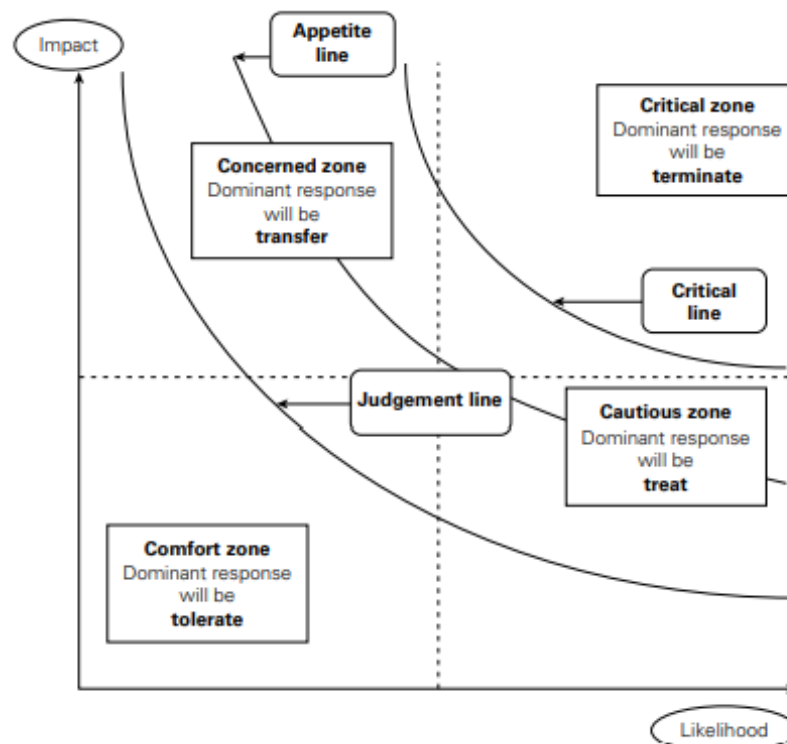 Impact
Appetite
line
Critical zone
Dominant response
will be
terminate
Concerned zone
Dominant response
will be
transfer
Critical
line
Judgement line
Cautious zone
Dominant response
will be
treat
Comfort zone
Dominant response
will be
tolerate
Likelihood